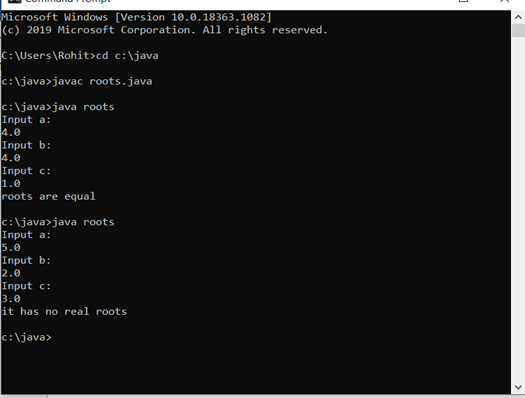 Microsoft Windows [Version 10.0.18363.1082]
(c) 2019 Microsoft Corporation. All rights reserved.
C:\Users\Rohit>cd c:\java
c:\java>javac roots.java
c:\java>java roots
Input a:
4.0
Input b:
4.0
Input c:
1.0
roots are equal
c:\java>java roots
Input a:
5.0
Input b:
2.0
Input c:
3.0
it has no real roots
c:\java>